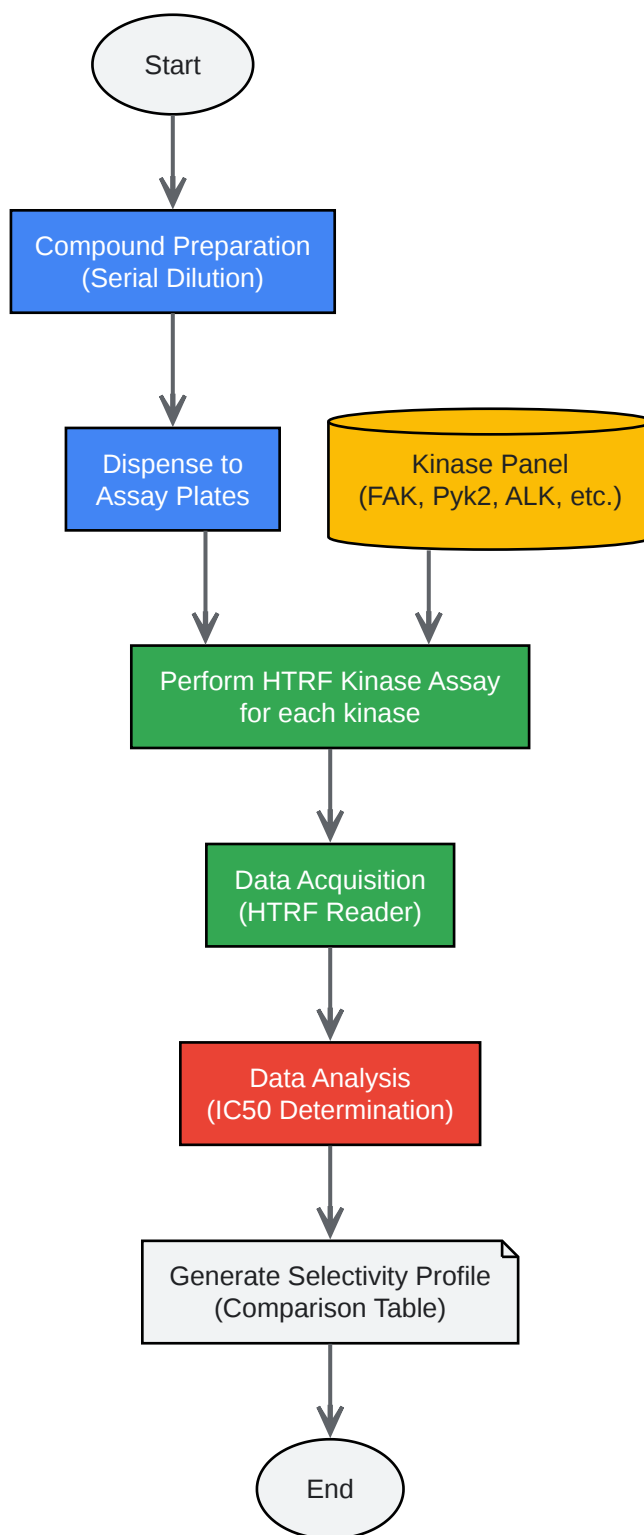 Start
Compound Preparation
(Serial Dilution)
Dispense to
Assay Plates
Kinase Panel
(FAK, Pyk2, ALK, etc.)
Perform HTRF Kinase Assay
for each kinase
Data Acquisition
(HTRF Reader)
Data Analysis
(IC50 Determination)
Generate Selectivity Profile
(Comparison Table)
End